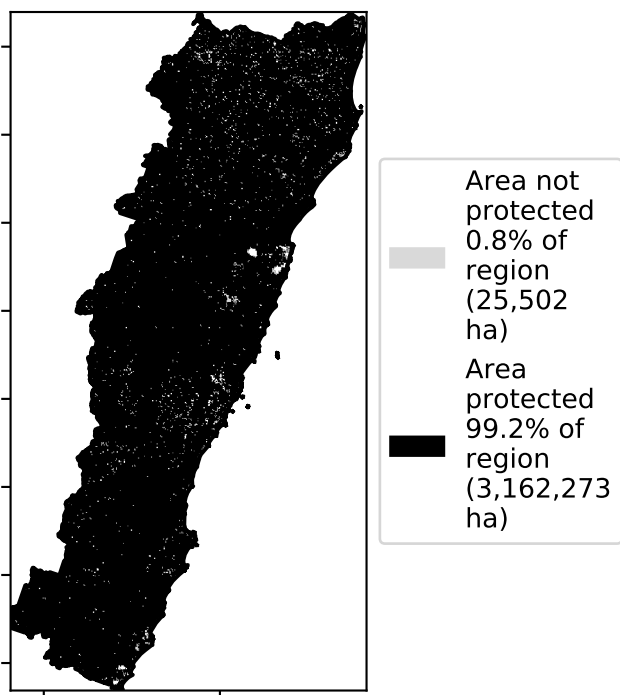 Area not
protected
0.8% of
region
(25,502
ha)
Area
protected
99.2% of
region
(3,162,273
ha)